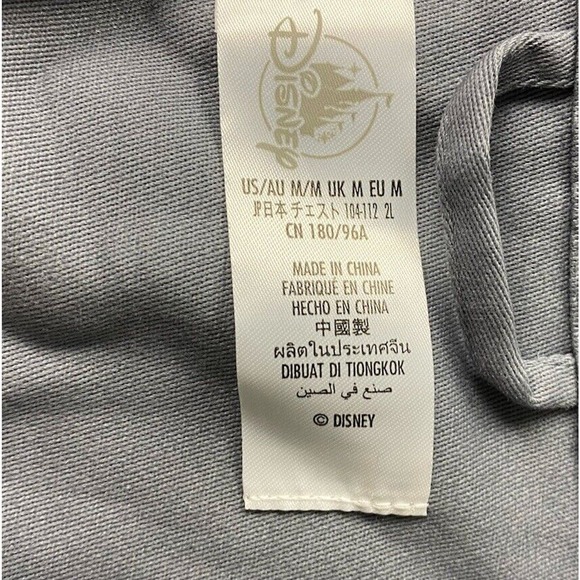 DISNEY
US/AU M/M UK M EU M
JP日本 チェスト 104-112 2L
CN 180/96A
MADE IN CHINA
FABRIQUE EN CHINE
HECHO EN CHINA
中國製
ผลิตในประเทศจีน
DIBUAT DI TIONGKOK
صنع في الصين
© DISNEY